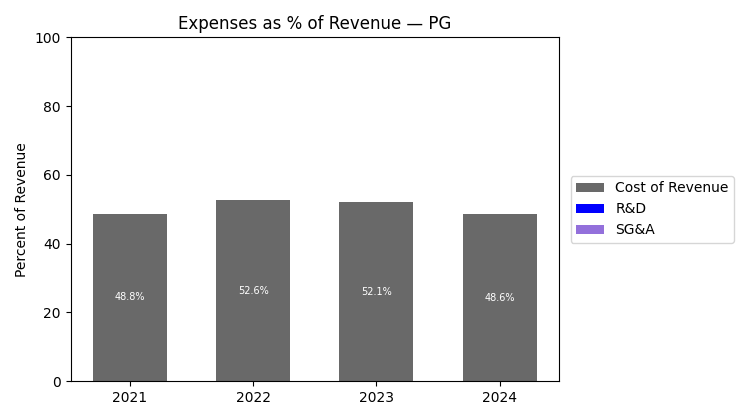 Expenses as % of Revenue — PG
100
80
60
40
20
0
Percent of Revenue
48.8%
52.6%
52.1%
48.6%
2021
2022
2023
2024
Cost of Revenue
R&D
SG&A